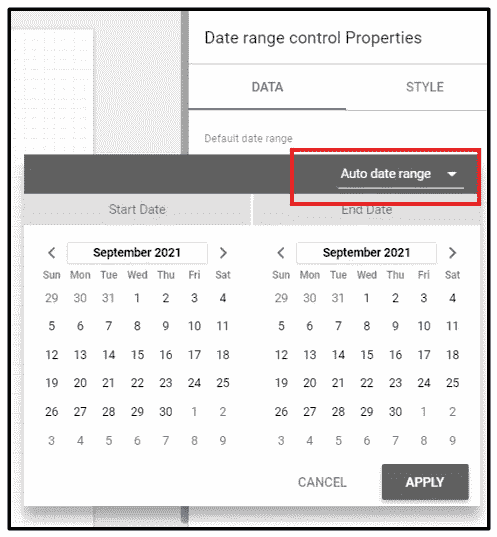 Date range control Properties
DATA STYLE
Default date range
Auto date range
Start Date End Date
September 2021 September 2021
Sun Mon Tue Wed Thu Fri Sat Sun Mon Tue Wed Thu Fri Sat
29 30 31 1 2 3 4 29 30 31 1 2 3 4
5 6 7 8 9 10 11 5 6 7 8 9 10 11
12 13 14 15 16 17 18 12 13 14 15 16 17 18
19 20 21 22 23 24 25 19 20 21 22 23 24 25
26 27 28 29 30 1 2 26 27 28 29 30 1 2
3 4 5 6 7 8 9 3 4 5 6 7 8 9
CANCEL APPLY